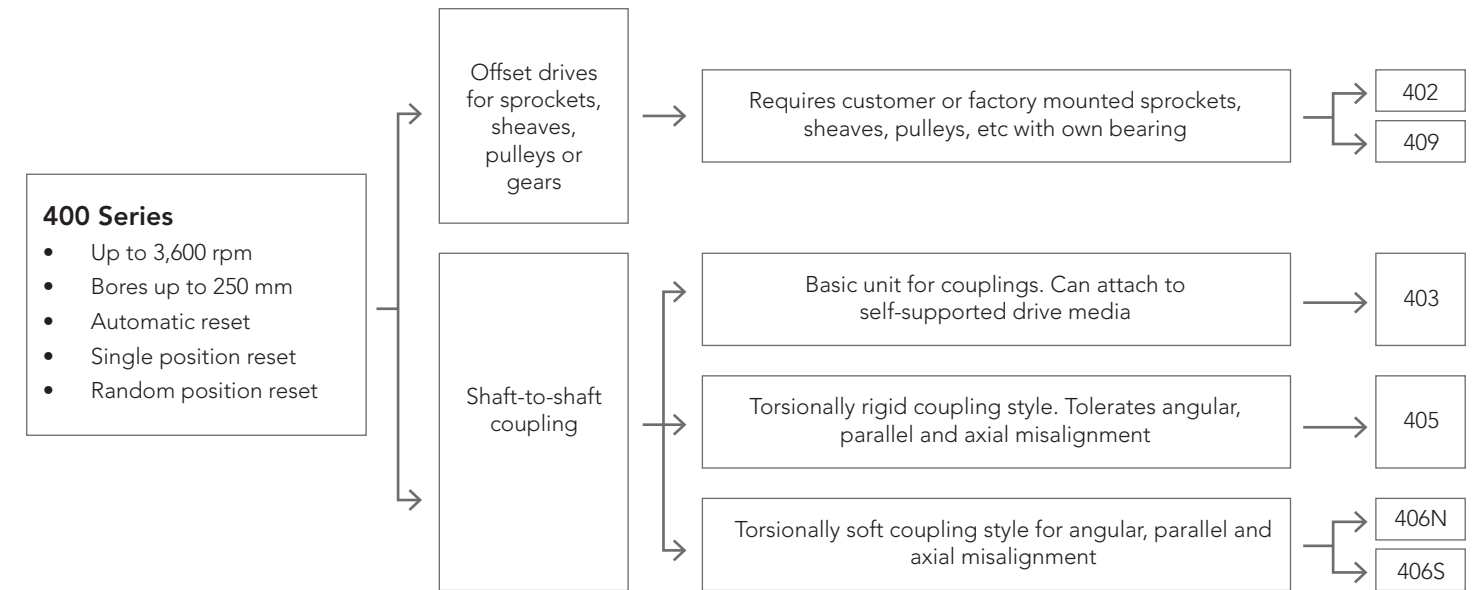 400 Series
• Up to 3,600 rpm
• Bores up to 250 mm
• Automatic reset
• Single position reset
• Random position reset
Offset drives
for sprockets,
sheaves,
pulleys or
gears
Requires customer or factory mounted sprockets,
sheaves, pulleys, etc with own bearing
402
409
Shaft-to-shaft
coupling
Basic unit for couplings. Can attach to
self-supported drive media
403
Torsionally rigid coupling style. Tolerates angular,
parallel and axial misalignment
405
Torsionally soft coupling style for angular, parallel and
axial misalignment
406N
406S